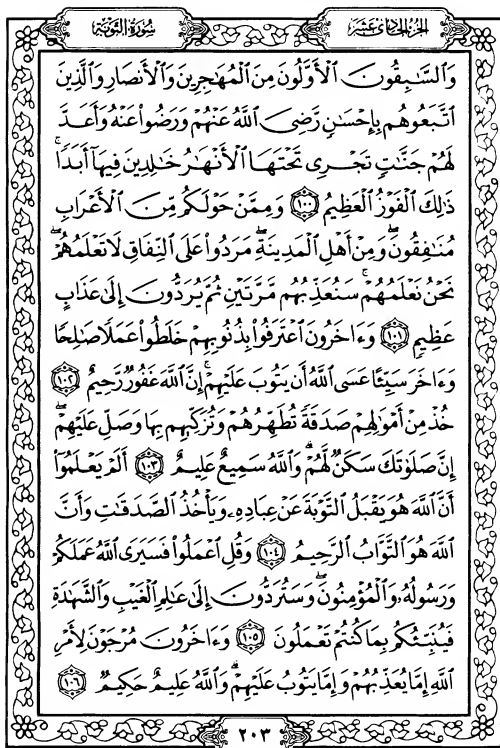 الجزء الحادي عشر
سورة التوبة
وَالسَّٰبِقُونَ الْأَوَّلُونَ مِنَ الْمُهَٰجِرِينَ وَالْأَنصَارِ وَالَّذِينَ
اتَّبَعُوهُم بِإِحْسَٰنٍ رَّضِىَ اللَّهُ عَنْهُمْ وَرَضُوا۟ عَنْهُ وَأَعَدَّ
لَهُمْ جَنَّٰتٍ تَجْرِى تَحْتَهَا الْأَنْهَٰرُ خَٰلِدِينَ فِيهَآ أَبَدًا ۚ
ذَٰلِكَ الْفَوْزُ الْعَظِيمُ ١٠٠ وَمِمَّنْ حَوْلَكُم مِّنَ الْأَعْرَابِ
مُنَٰفِقُونَ ۖ وَمِنْ أَهْلِ الْمَدِينَةِ ۖ مَرَدُوا۟ عَلَى النِّفَاقِ لَا تَعْلَمُهُمْ ۖ
نَحْنُ نَعْلَمُهُمْ ۚ سَنُعَذِّبُهُم مَّرَّتَيْنِ ثُمَّ يُرَدُّونَ إِلَىٰ عَذَابٍ
عَظِيمٍ ١٠١ وَءَاخَرُونَ اعْتَرَفُوا۟ بِذُنُوبِهِمْ خَلَطُوا۟ عَمَلًا صَٰلِحًا
وَءَاخَرَ سَيِّئًا عَسَى اللَّهُ أَن يَتُوبَ عَلَيْهِمْ ۚ إِنَّ اللَّهَ غَفُورٌ رَّحِيمٌ ١٠٢
خُذْ مِنْ أَمْوَٰلِهِمْ صَدَقَةً تُطَهِّرُهُمْ وَتُزَكِّيهِم بِهَا وَصَلِّ عَلَيْهِمْ ۖ
إِنَّ صَلَوٰتَكَ سَكَنٌ لَّهُمْ ۗ وَاللَّهُ سَمِيعٌ عَلِيمٌ ١٠٣ أَلَمْ يَعْلَمُوٓا۟
أَنَّ اللَّهَ هُوَ يَقْبَلُ التَّوْبَةَ عَنْ عِبَادِهِۦ وَيَأْخُذُ الصَّدَقَٰتِ وَأَنَّ
اللَّهَ هُوَ التَّوَّابُ الرَّحِيمُ ١٠٤ وَقُلِ اعْمَلُوا۟ فَسَيَرَى اللَّهُ عَمَلَكُمْ
وَرَسُولُهُۥ وَالْمُؤْمِنُونَ ۖ وَسَتُرَدُّونَ إِلَىٰ عَٰلِمِ الْغَيْبِ وَالشَّهَٰدَةِ
فَيُنَبِّئُكُم بِمَا كُنتُمْ تَعْمَلُونَ ١٠٥ وَءَاخَرُونَ مُرْجَوْنَ لِأَمْرِ
اللَّهِ إِمَّا يُعَذِّبُهُمْ وَإِمَّا يَتُوبُ عَلَيْهِمْ ۗ وَاللَّهُ عَلِيمٌ حَكِيمٌ ١٠٦
٢٠٣